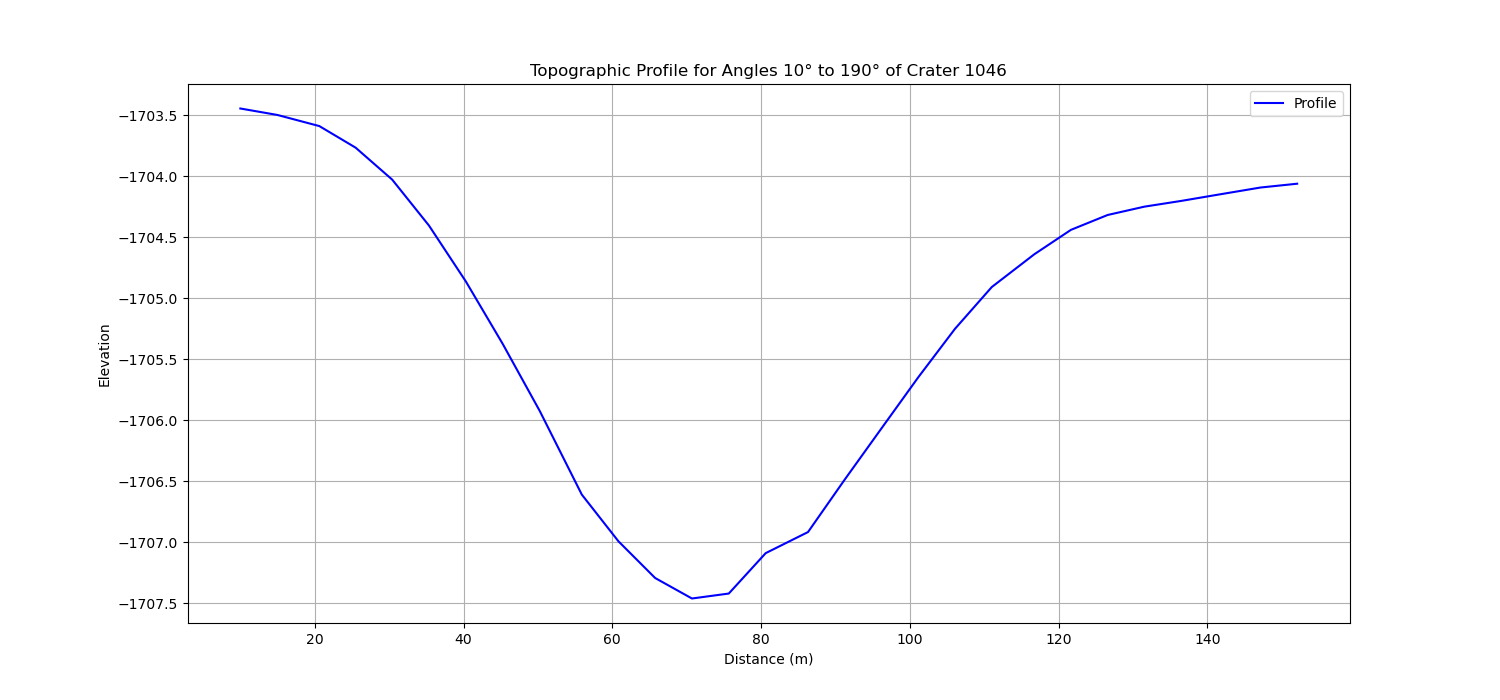 Topographic Profile for Angles 10° to 190° of Crater 1046
Profile
−1703.5
−1704.0
−1704.5
−1705.0
−1705.5
−1706.0
−1706.5
−1707.0
−1707.5
Elevation
20 40 60 80 100 120 140
Distance (m)